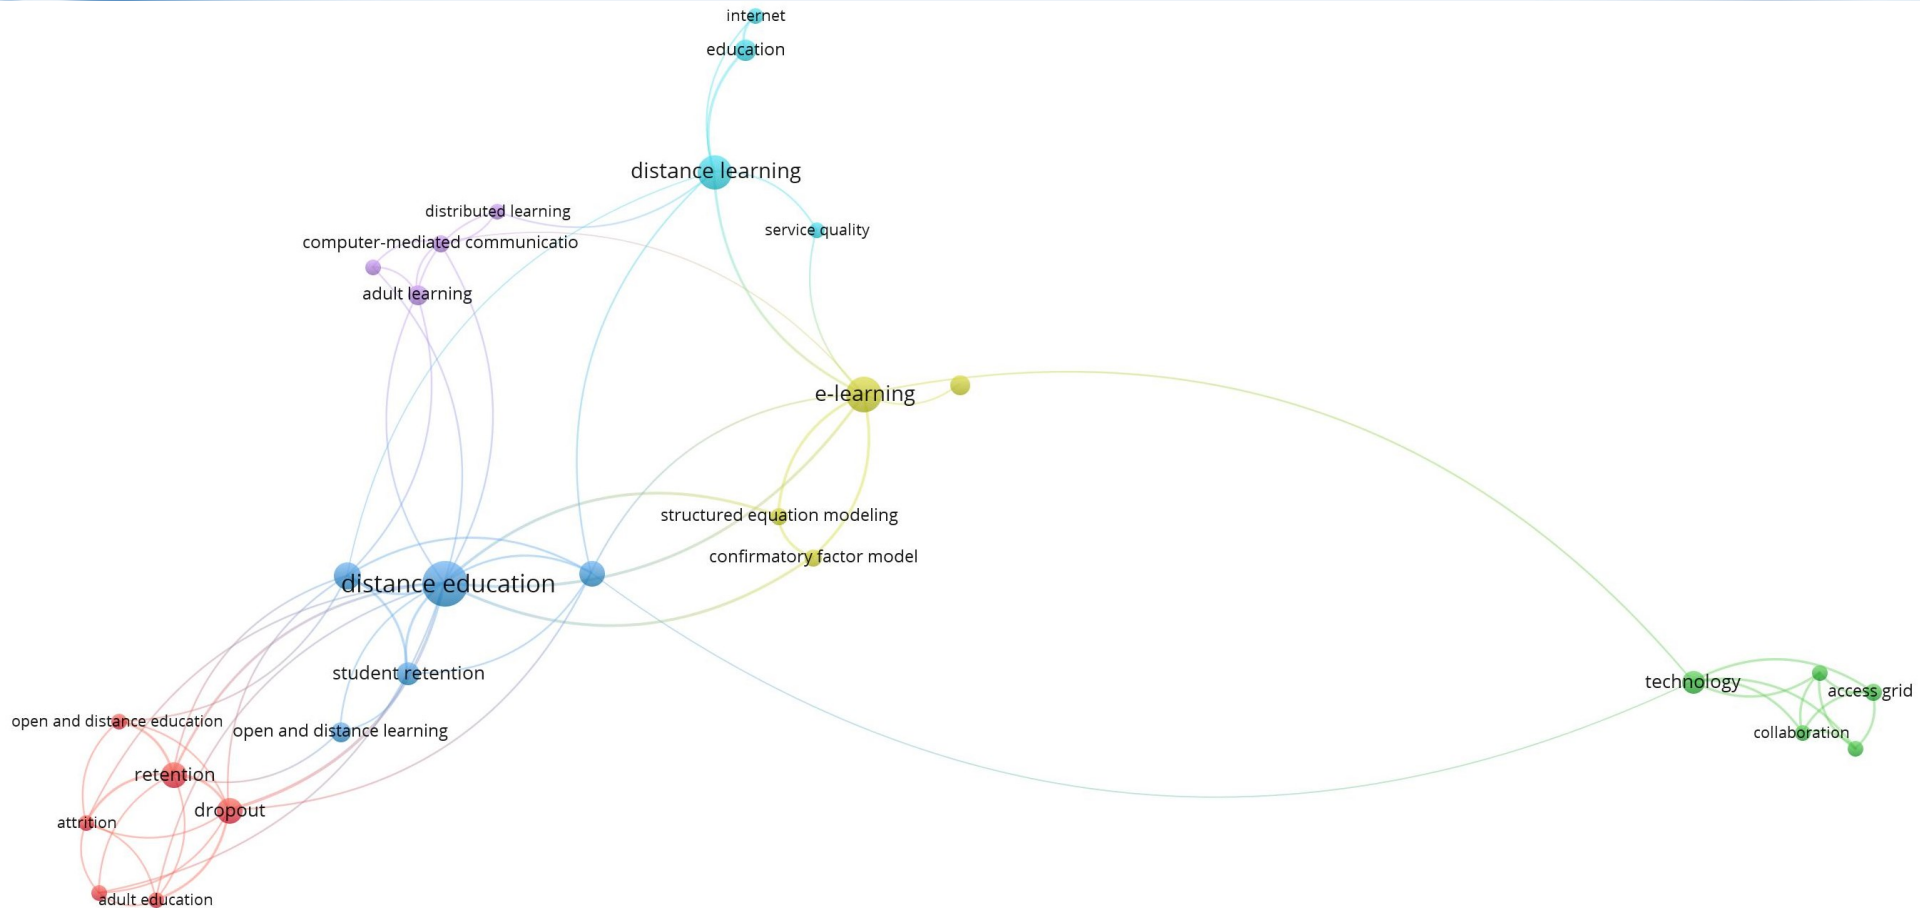 internet
education
distance learning
distributed learning
service quality
computer-mediated communicatio
adult learning
e-learning
structured equation modeling
confirmatory factor model
distance education
student retention
technology
access grid
open and distance education
open and distance learning
collaboration
retention
dropout
attrition
adult education